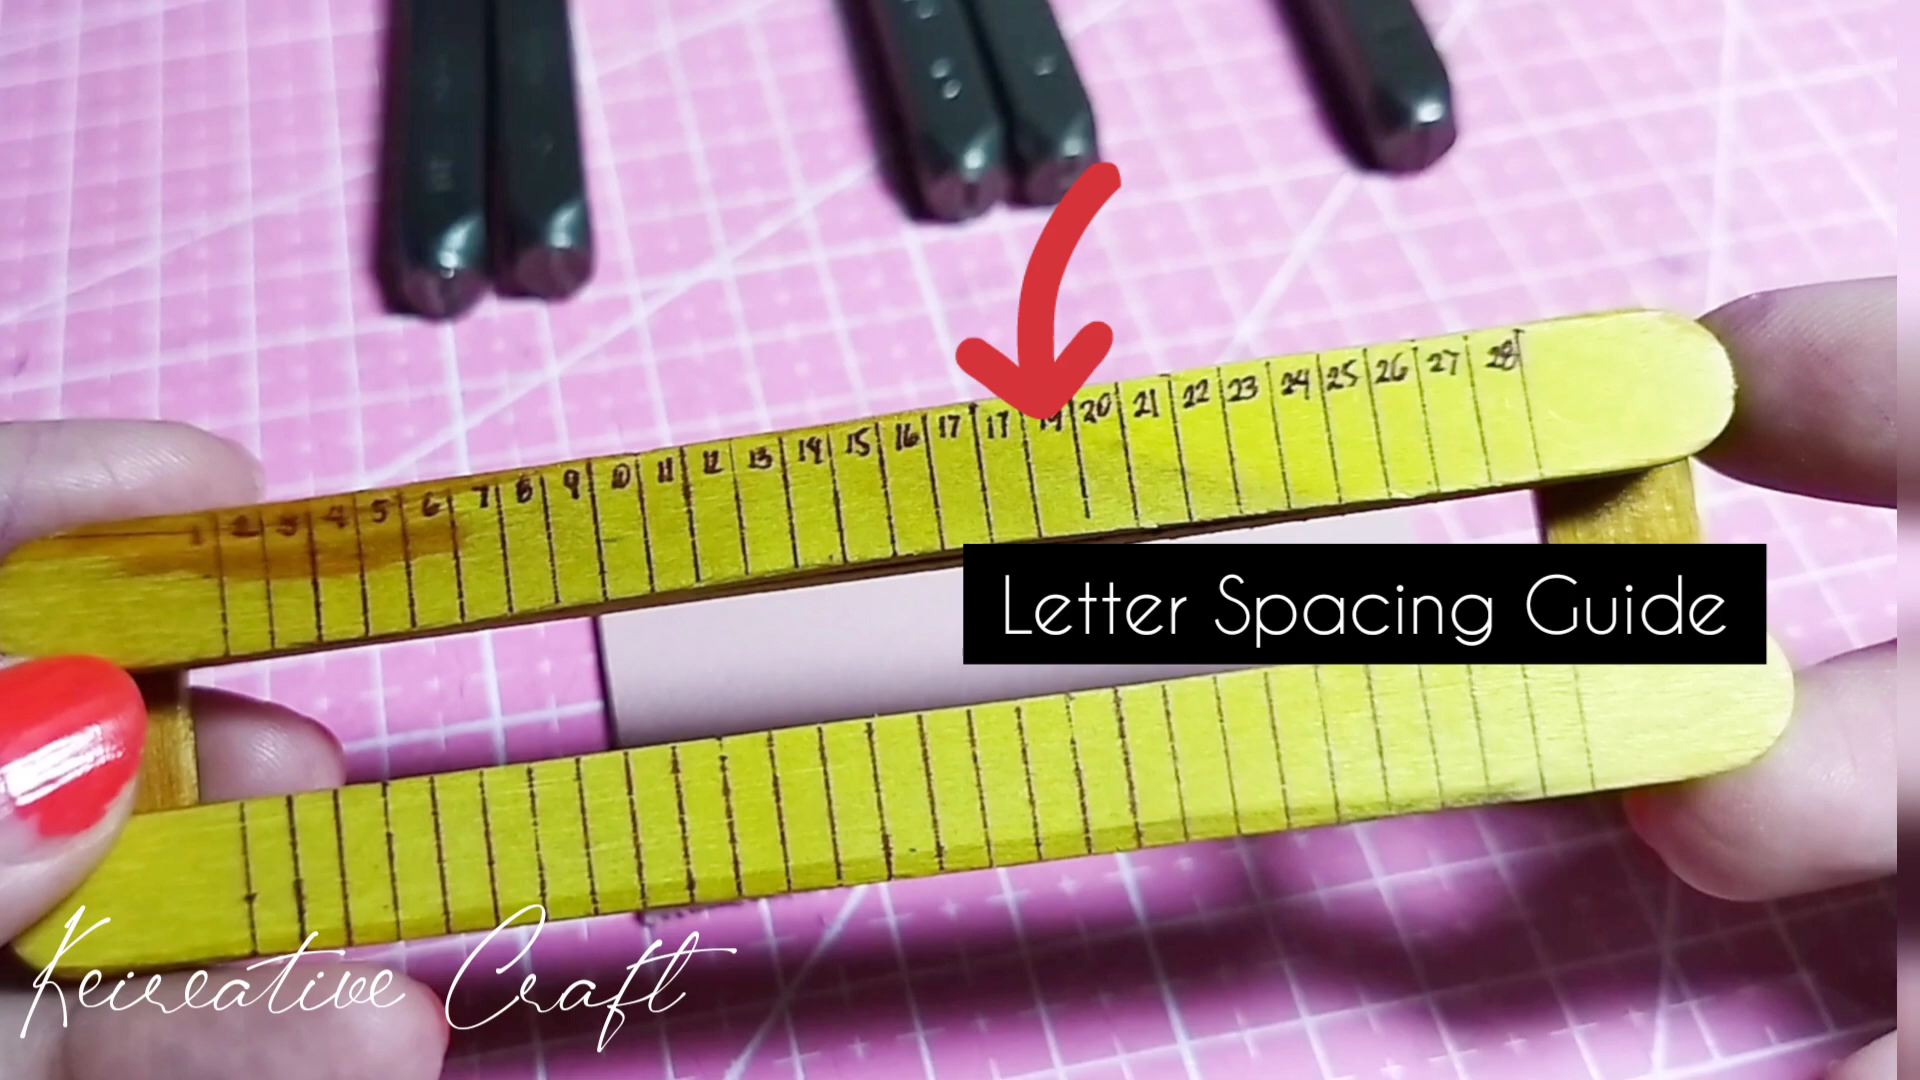 1 2 3 4 5 6 7 8 9 10 11 12 13 14 15 16 17 17 19 20 21 22 23 24 25 26 27 28
Letter Spacing Guide
Keicreative Craft